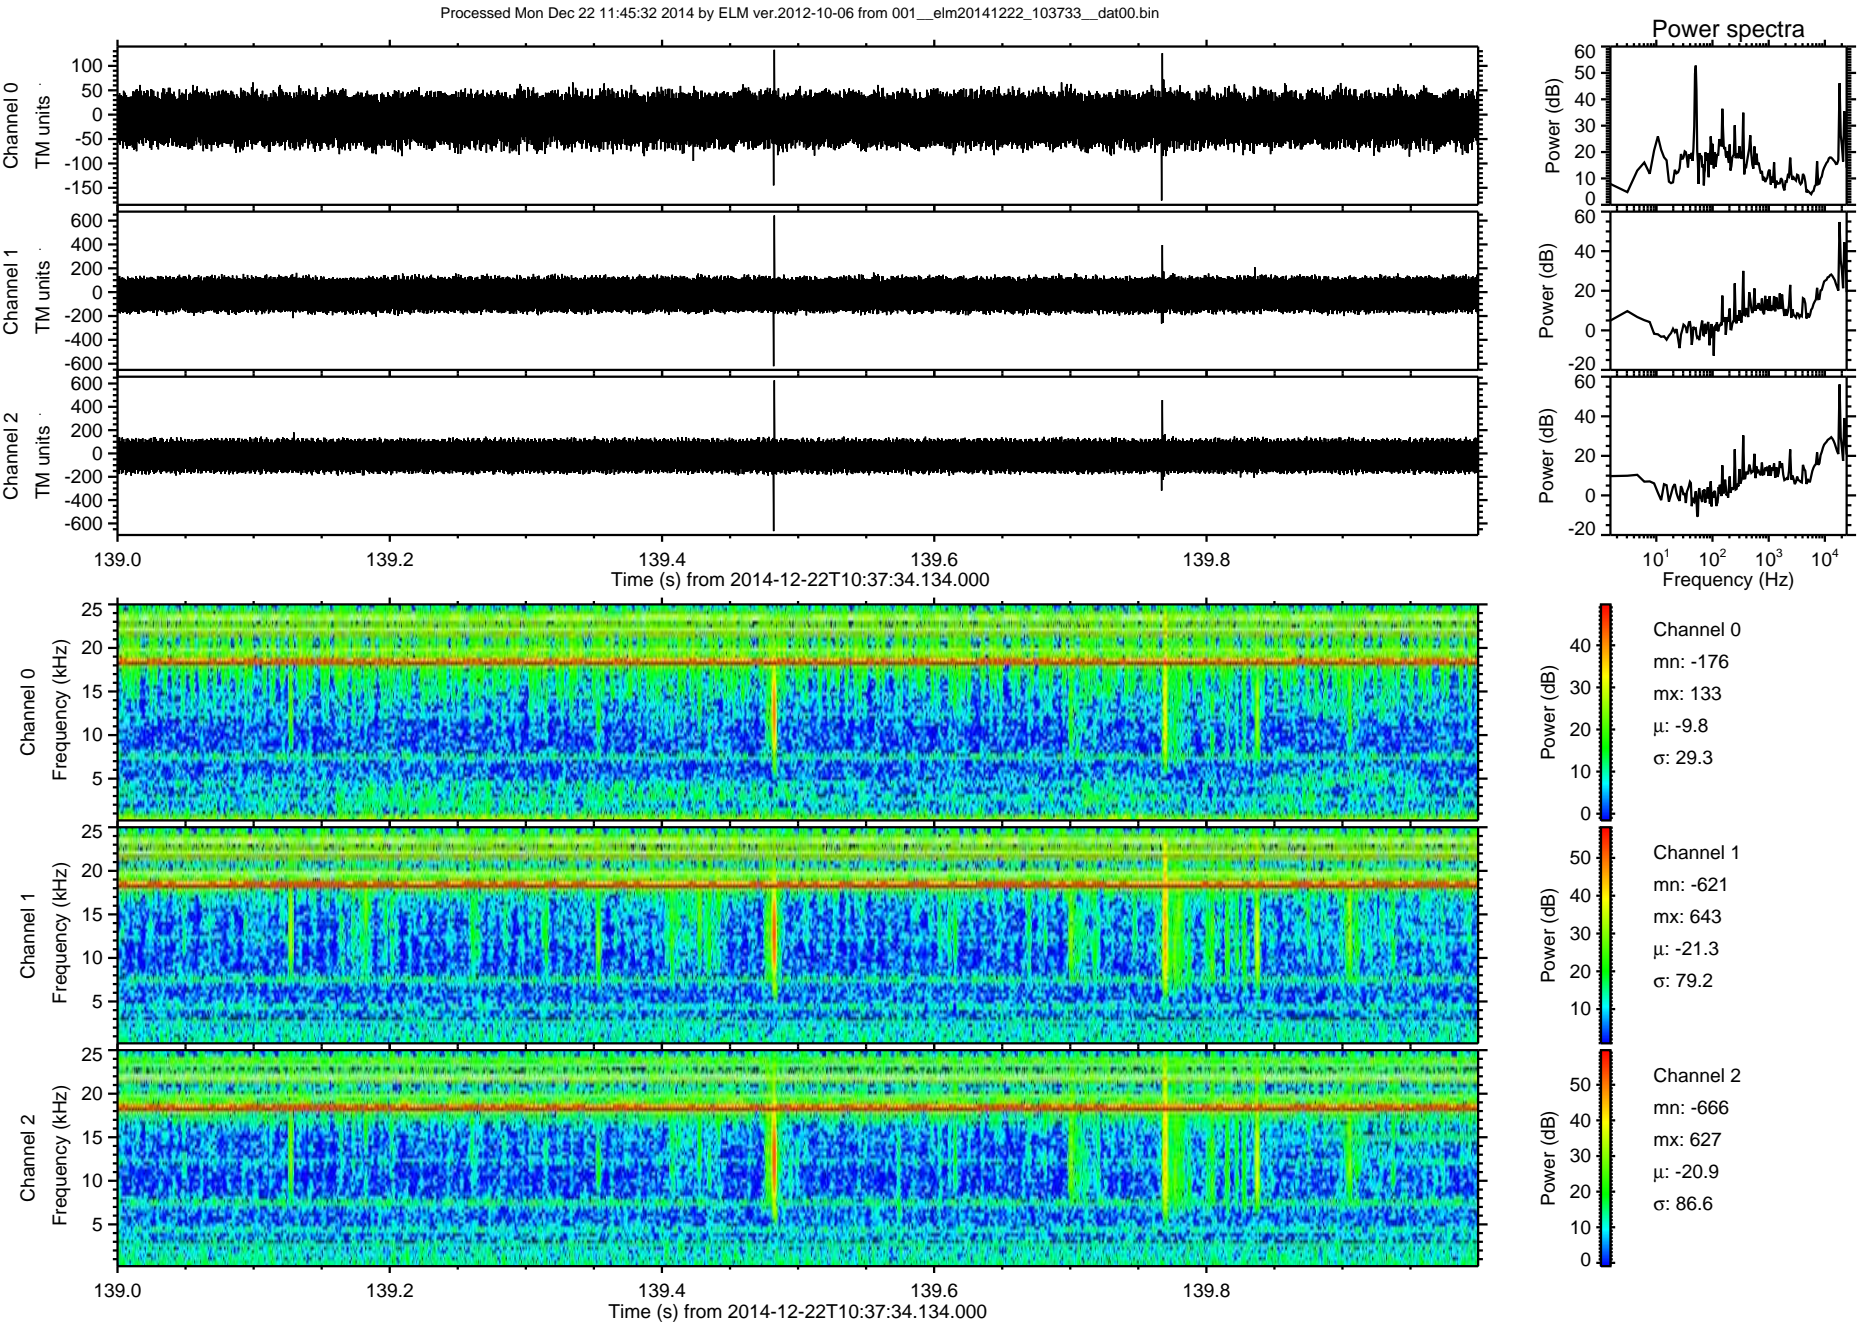 Processed Mon Dec 22 11:45:32 2014 by ELM ver.2012-10-06 from 001__elm20141222_103733__dat00.bin
Power spectra
Channel 0
TM units
100
50
0
-50
-100
-150
Power (dB)
60
50
40
30
20
10
0
Channel 1
TM units
600
400
200
0
-200
-400
-600
Power (dB)
60
40
20
0
-20
Channel 2
TM units
600
400
200
0
-200
-400
-600
Power (dB)
60
40
20
0
-20
139.0 139.2 139.4 139.6 139.8
Time (s) from 2014-12-22T10:37:34.134.000
10¹ 10² 10³ 10⁴
Frequency (Hz)
Channel 0
Frequency (kHz)
25
20
15
10
5
Power (dB)
40
30
20
10
0
Channel 0
mn: -176
mx: 133
μ: -9.8
σ: 29.3
Channel 1
Frequency (kHz)
25
20
15
10
5
Power (dB)
50
40
30
20
10
Channel 1
mn: -621
mx: 643
μ: -21.3
σ: 79.2
Channel 2
Frequency (kHz)
25
20
15
10
5
Power (dB)
50
40
30
20
10
0
Channel 2
mn: -666
mx: 627
μ: -20.9
σ: 86.6
139.0 139.2 139.4 139.6 139.8
Time (s) from 2014-12-22T10:37:34.134.000